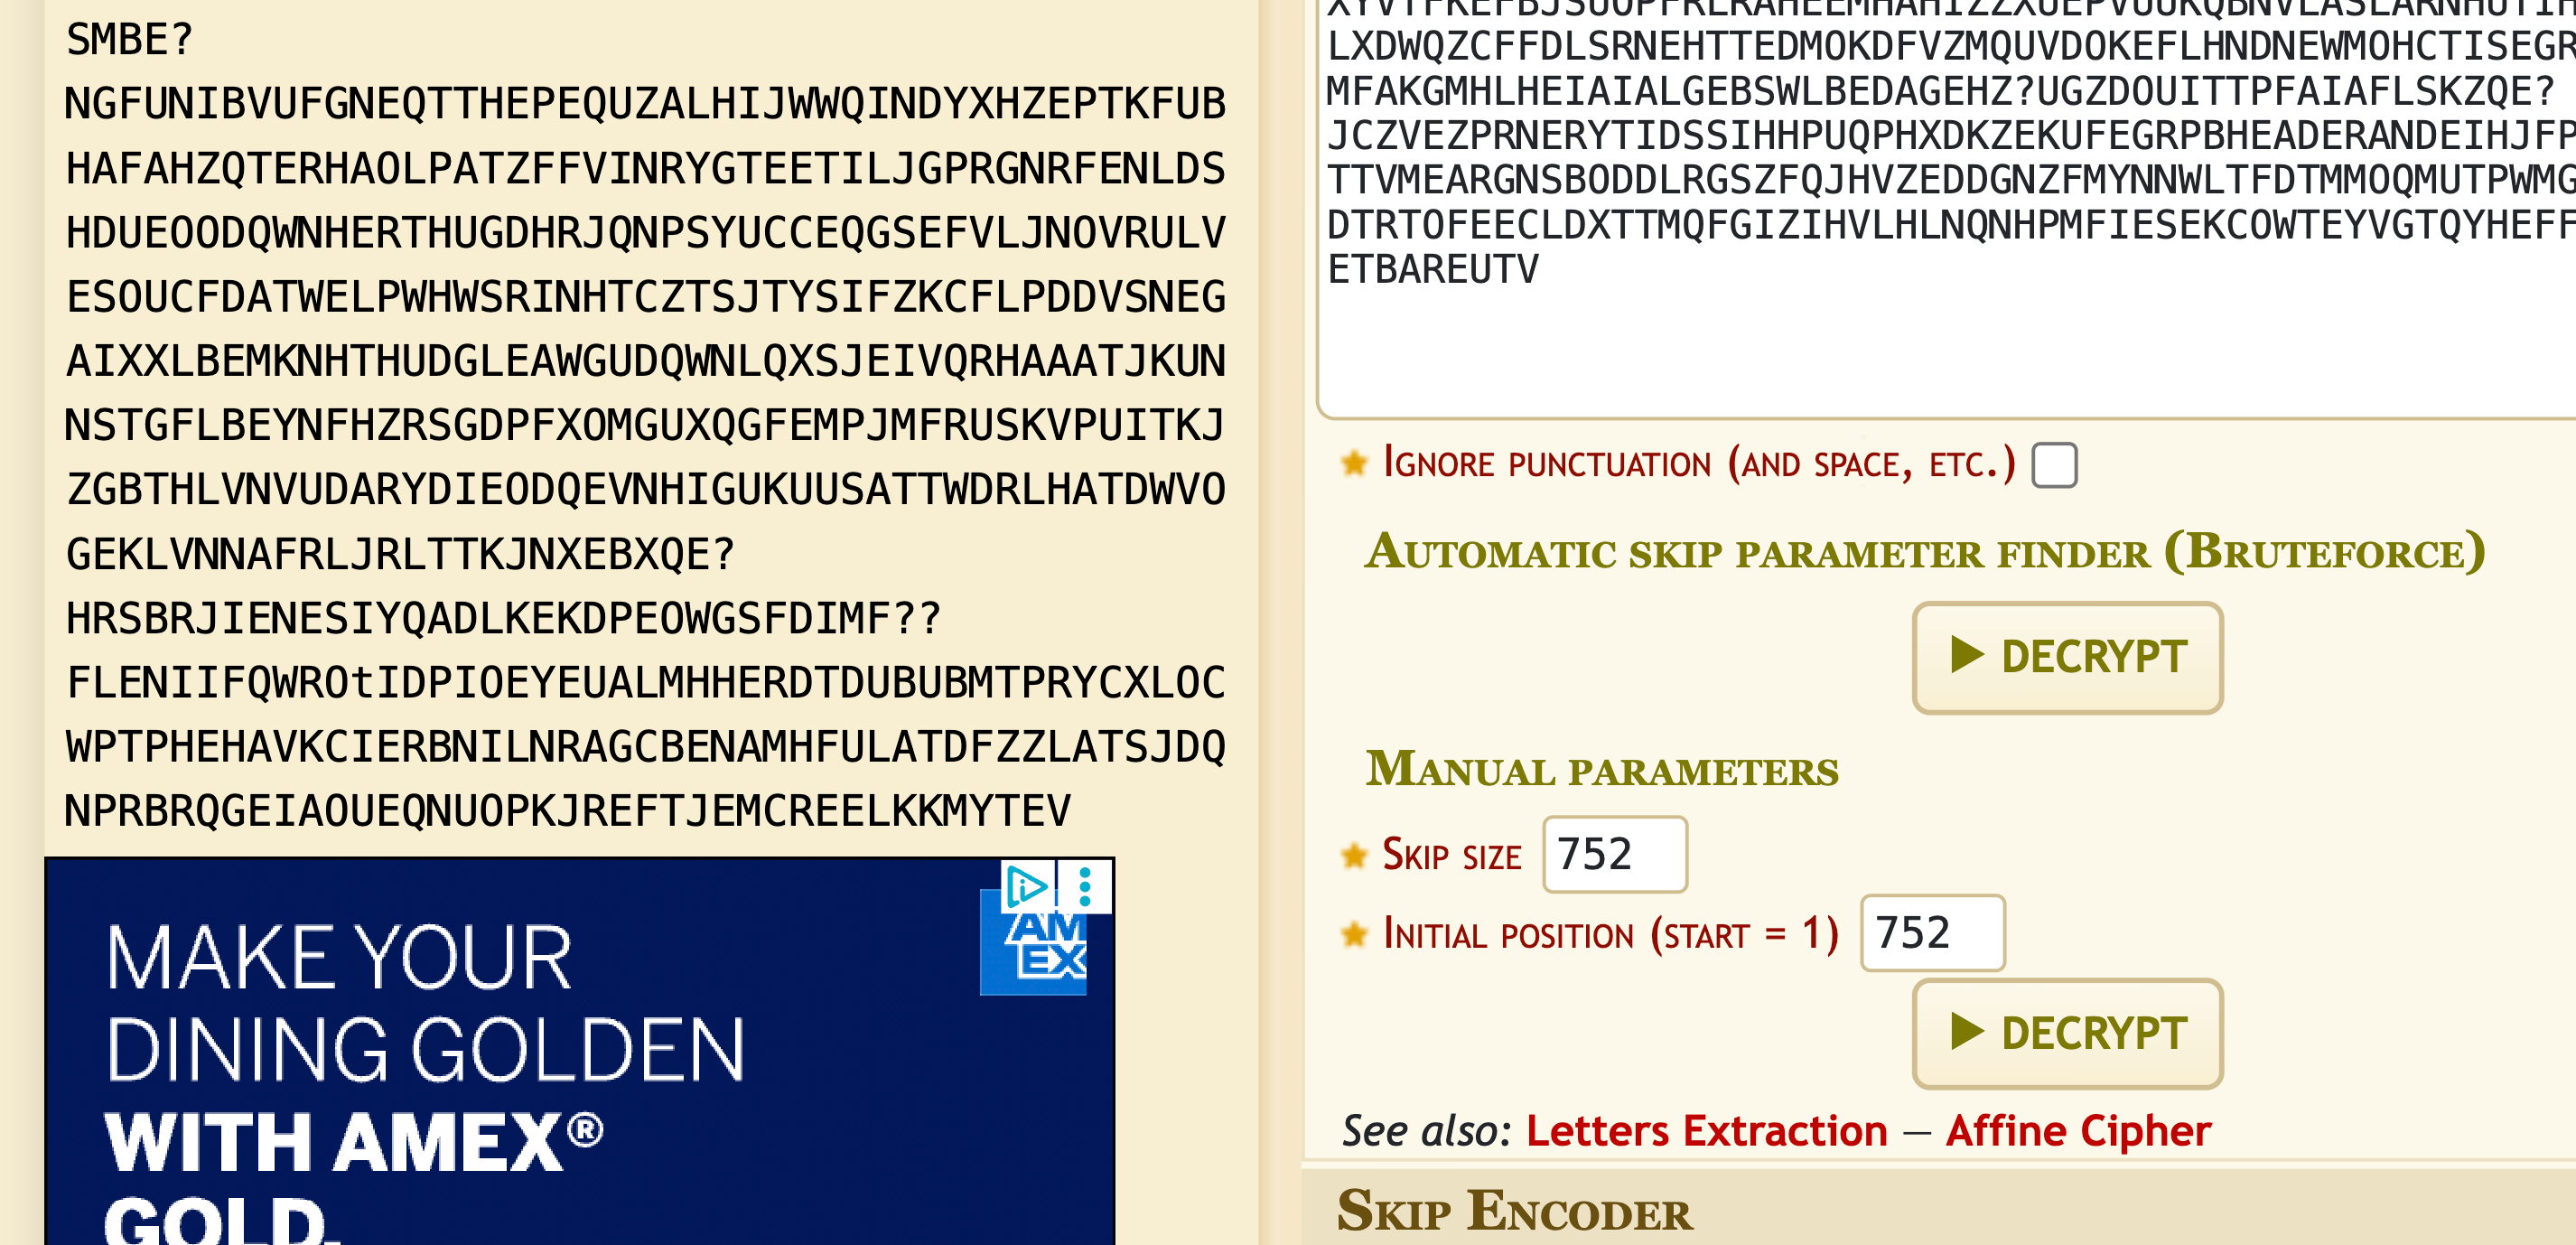 SMBE?
NGFUNIBVUFGNEQTTHEPEQUZALHIJWWQINDYXHZEPTKFUB
HAFAHZQTERHAOLPATZFFVINRYGTEETILJGPRGNRFENLDS
HDUEOODQWNHERTHUGDHRJQNPSYUCCEQGSEFVLJNOVRULV
ESOUCFDATWELPWHWSRINHTCZTSJTYSIFZKCFLPDDVSNEG
AIXXLBEMKNHTHUDGLEAWGUDQWNLQXSJEIVQRHAAATJKUN
NSTGFLBEYNFHZRSGDPFXOMGUXQGFEMPJMFRUSKVPUITKJ
ZGBTHLVNVUDARYDIEODQEVNHIGUKUUSATTWDRLHATDWVO
GEKLVNNAFRLJRLTTKJNXEBXQE?
HRSBRJIENESIYQADLKEKDPEOWGSFDIMF??
FLENIIFQWROtIDPIOEYEUALMHHERDTDUBUBMTPRYCXLOC
WPTPHEHAVKCIERBNILNRAGCBENAMHFULATDFZZLATSJDQ
NPRBRQGEIAOUEQNUOPKJREFTJEMCREELKKMYTEV
MAKE YOUR
DINING GOLDEN
WITH AMEX®
GOLD.
AM
EX
LXDWQZCFFDLSRNEHTTEDMOKDFVZMQUVDOKEFLHNDNEWMOHCTISEGR
MFAKGMHLHEIAIALGEBSWLBEDAGEHZ?UGZDOUITTPFAIAFLSKZQE?
JCZVEZPRNERYTIDSSIHHPUQPHXDKZEKUFEGRPBHEADERANDEIHJFP
TTVMEARGNSBODDLRGSZFQJHVZEDDGNZFMYNNWLTFDTMMOQMUTPWMG
DTRTOFEECLDXTTMQFGIZIHVLHLNQNHPMFIESEKCOWTEYVGTQYHEFF
ETBAREUTV
★ Ignore punctuation (and space, etc.)
Automatic skip parameter finder (Bruteforce)
▶ DECRYPT
Manual parameters
★ Skip size 752
★ Initial position (start = 1) 752
▶ DECRYPT
See also: Letters Extraction — Affine Cipher
Skip Encoder